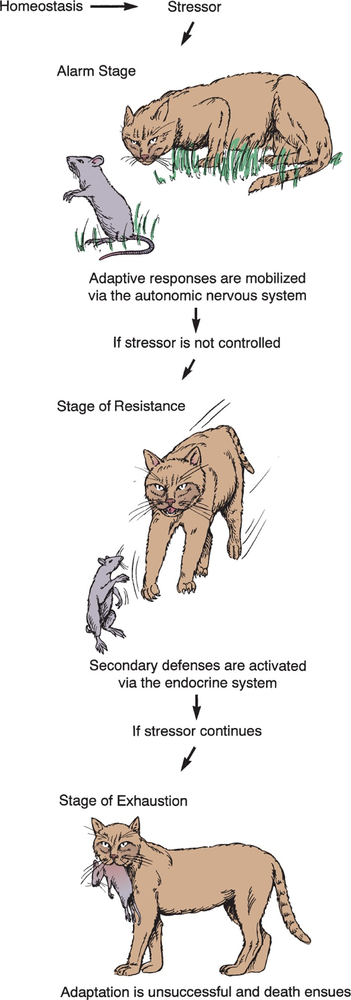 Homeostasis Stressor
Alarm Stage
Adaptive responses are mobilized
via the autonomic nervous system
If stressor is not controlled
Stage of Resistance
Secondary defenses are activated
via the endocrine system
If stressor continues
Stage of Exhaustion
Adaptation is unsuccessful and death ensues